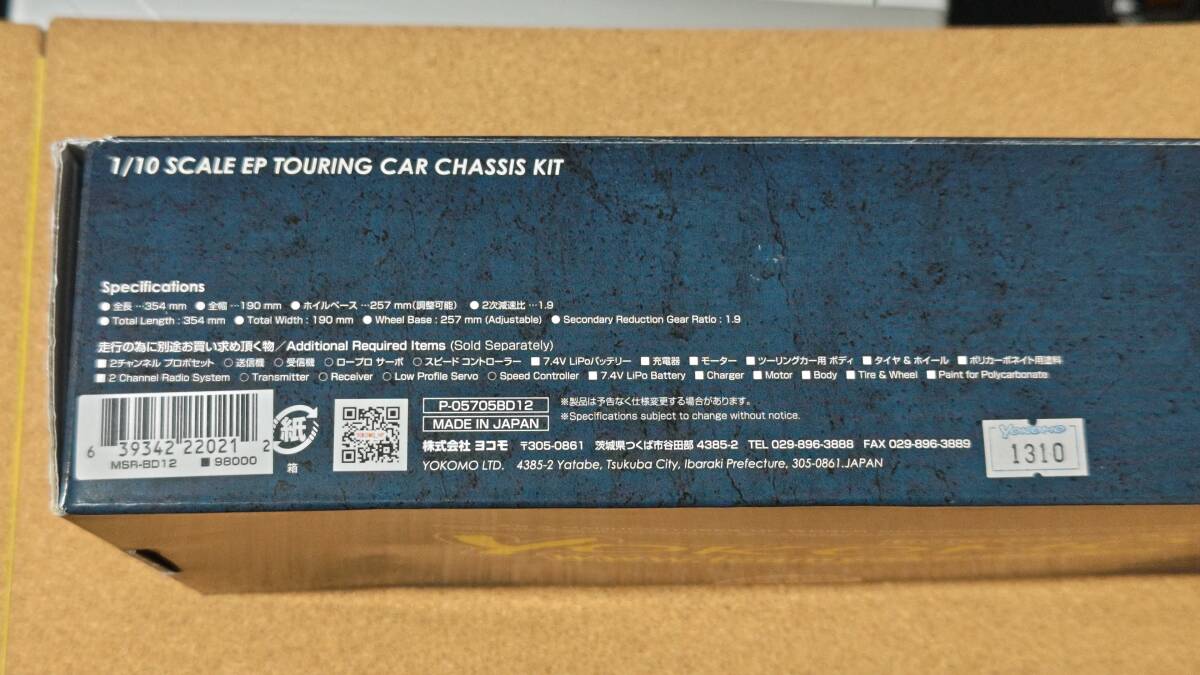 1/10 SCALE EP TOURING CAR CHASSIS KIT
Specifications
●全長…354 mm ●全幅…190 mm ●ホイルベース…257 mm(調整可能) ●2次減速比…1.9
●Total Length : 354 mm ●Total Width : 190 mm ●Wheel Base : 257 mm (Adjustable) ●Secondary Reduction Gear Ratio : 1.9
走行の為に別途お買い求め頂く物/Additional Required Items (Sold Separately)
■2チャンネル プロポセット ○送信機 ○受信機 ○ロープロ サーボ ○スピード コントローラー ■7.4V LiPoバッテリー ■充電器 ■モーター ■ツーリングカー用 ボディ ■タイヤ & ホイール ■ポリカーボネイト用塗料
■2 Channel Radio System ○Transmitter ○Receiver ○Low Profile Servo ○Speed Controller ■7.4V LiPo Battery ■Charger ■Motor ■Body ■Tire & Wheel ■Paint for Polycarbonate
6 39342 22021 2
MSR-BD12 ■98000
紙
箱
P-05705BD12
MADE IN JAPAN
※製品は予告なく仕様変更する場合があります。
※Specifications subject to change without notice.
株式会社 ヨコモ 〒305-0861 茨城県つくば市谷田部 4385-2 TEL 029-896-3888 FAX 029-896-3889
YOKOMO LTD. 4385-2 Yatabe, Tsukuba City, Ibaraki Prefecture, 305-0861.JAPAN
YOKOMO
1310